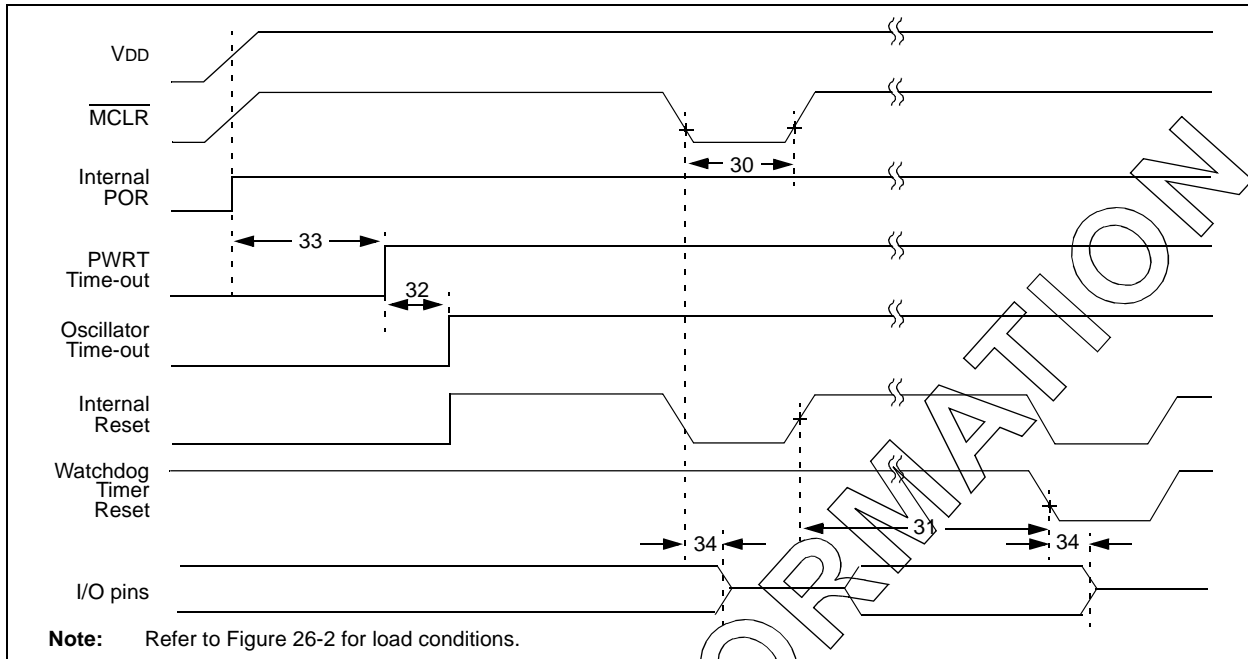 VDD
MCLR
30
Internal
POR
33
PWRT
Time-out
32
Oscillator
Time-out
Internal
Reset
Watchdog
Timer
Reset
31
34
34
I/O pins
Note: Refer to Figure 26-2 for load conditions.
ORMATION